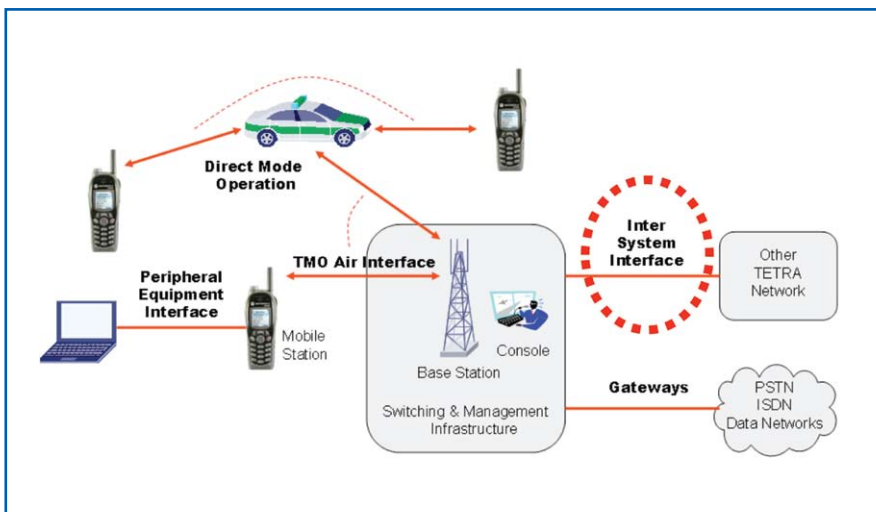 Direct Mode
Operation
Inter
System
Interface
Other
TETRA
Network
TMO Air Interface
Peripheral
Equipment
Interface
Mobile
Station
Console
Base Station
Switching & Management
Infrastructure
Gateways
PSTN
ISDN
Data Networks